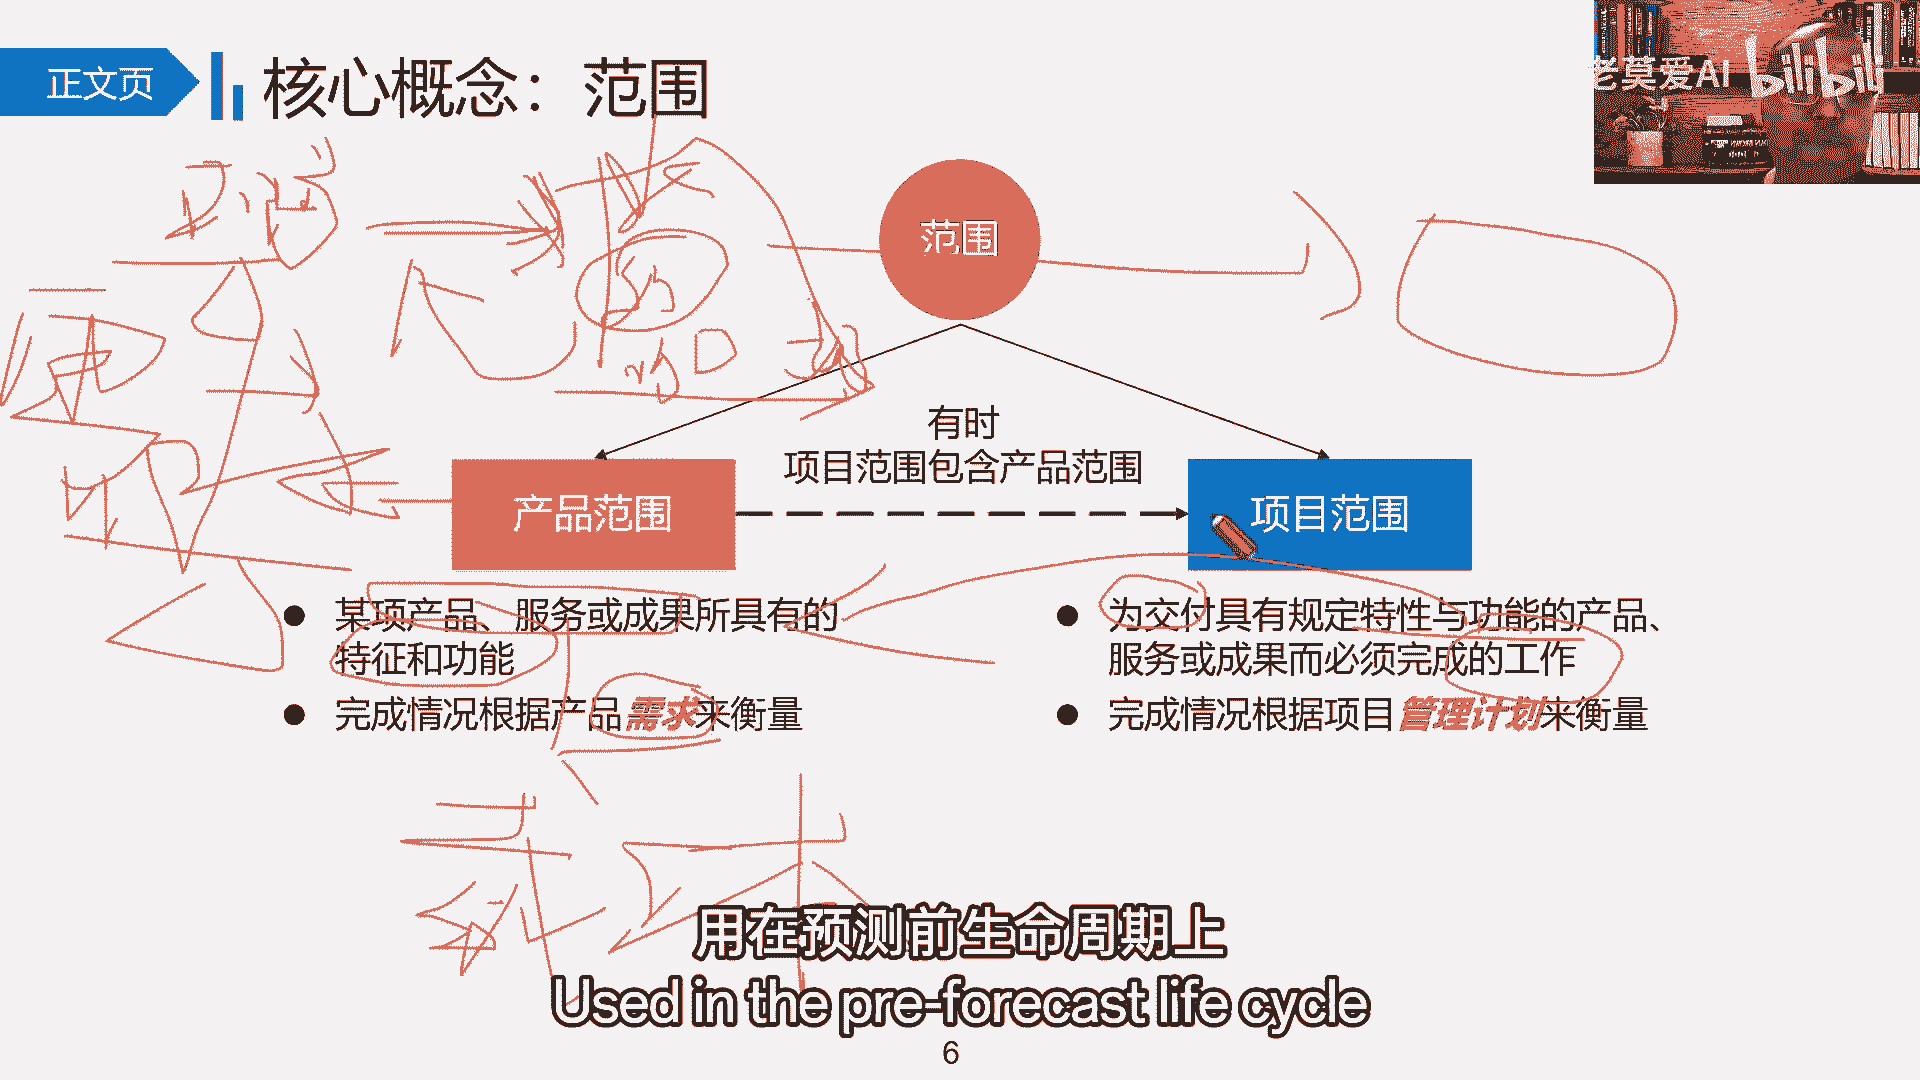 正文页
核心概念：范围
老莫爱AI bilibili
范围
有时
项目范围包含产品范围
产品范围
项目范围
● 某项产品、服务或成果所具有的
特征和功能
● 完成情况根据产品需求来衡量
● 为交付具有规定特性与功能的产品、
服务或成果而必须完成的工作
● 完成情况根据项目管理计划来衡量
用在预测前生命周期上
Used in the pre-forecast life cycle
6